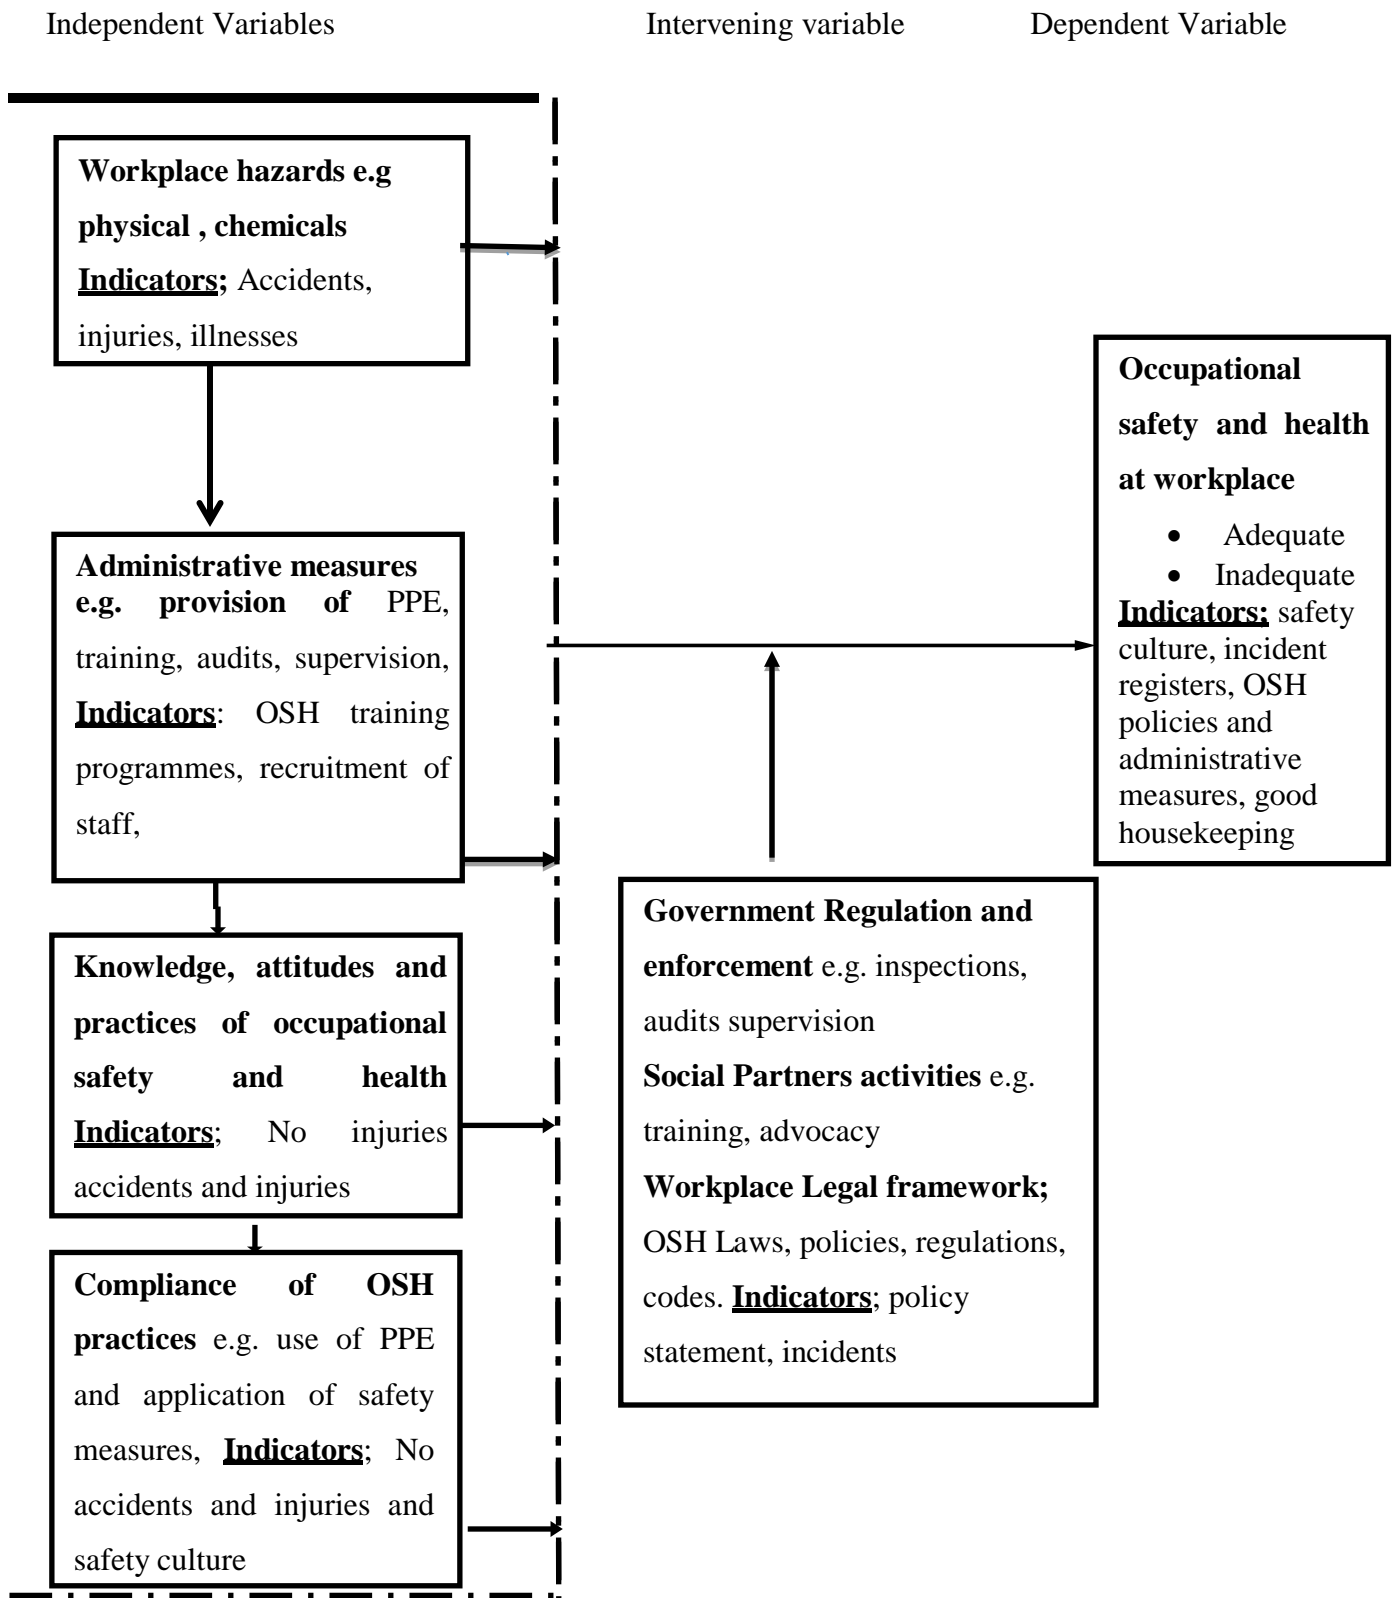 Independent Variables
Intervening variable
Dependent Variable
Workplace hazards e.g
physical , chemicals
Indicators; Accidents,
injuries, illnesses
Administrative measures
e.g. provision of PPE,
training, audits, supervision,
Indicators: OSH training
programmes, recruitment of
staff,
Knowledge, attitudes and
practices of occupational
safety and health
Indicators; No injuries
accidents and injuries
Compliance of OSH
practices e.g. use of PPE
and application of safety
measures, Indicators; No
accidents and injuries and
safety culture
Government Regulation and
enforcement e.g. inspections,
audits supervision
Social Partners activities e.g.
training, advocacy
Workplace Legal framework;
OSH Laws, policies, regulations,
codes. Indicators; policy
statement, incidents
Occupational
safety and health
at workplace
• Adequate
• Inadequate
Indicators; safety
culture, incident
registers, OSH
policies and
administrative
measures, good
housekeeping